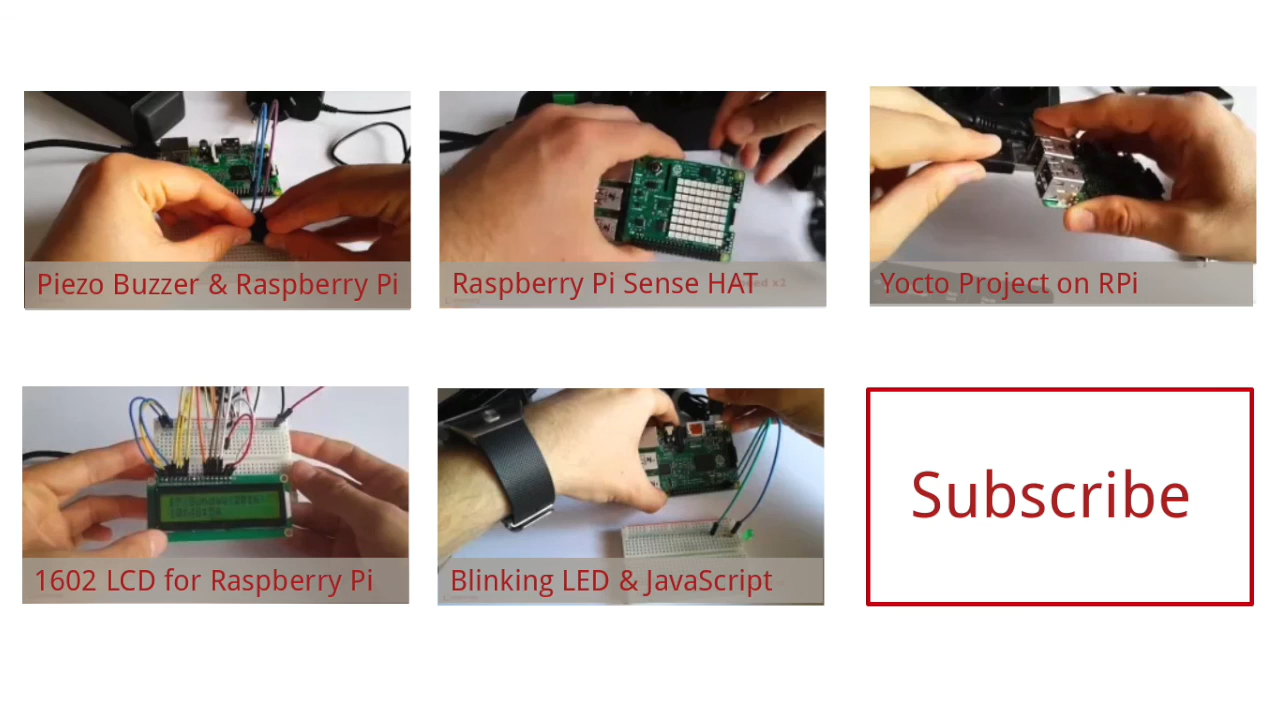 Piezo Buzzer & Raspberry Pi
Raspberry Pi Sense HAT
Yocto Project on RPi
1602 LCD for Raspberry Pi
Blinking LED & JavaScript
Subscribe